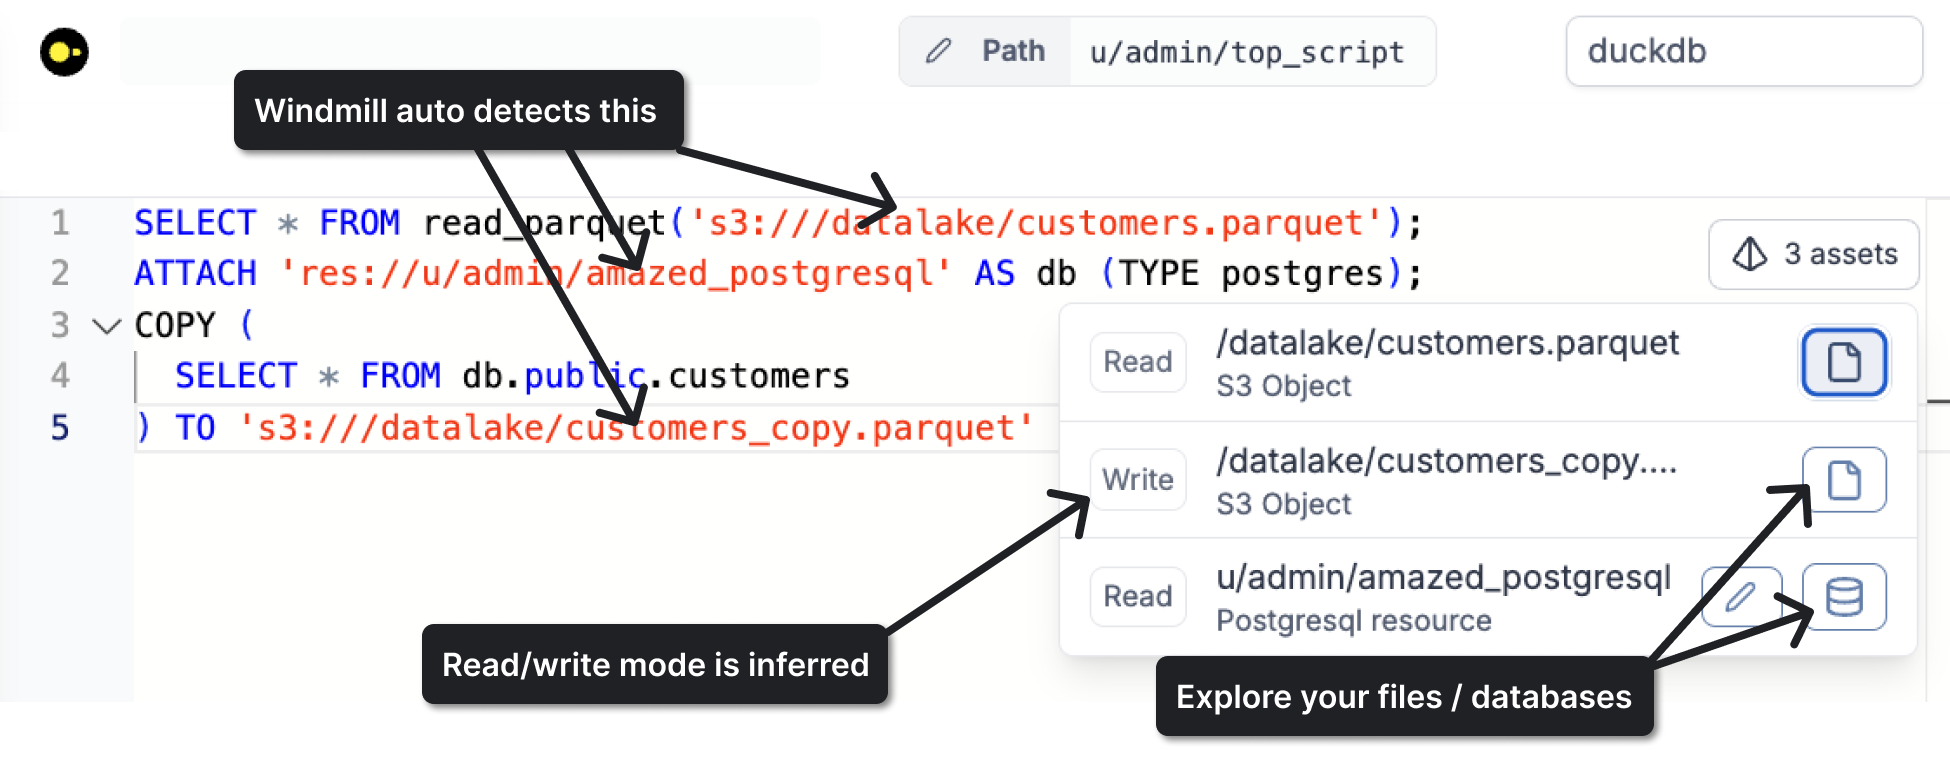 Path u/admin/top_script
duckdb
Windmill auto detects this
1 SELECT * FROM read_parquet('s3:///datalake/customers.parquet');
2 ATTACH 'res://u/admin/amazed_postgresql' AS db (TYPE postgres);
3 COPY (
4 SELECT * FROM db.public.customers
5 ) TO 's3:///datalake/customers_copy.parquet'
3 assets
Read
/datalake/customers.parquet
S3 Object
Write
/datalake/customers_copy....
S3 Object
Read
u/admin/amazed_postgresql
Postgresql resource
Read/write mode is inferred
Explore your files / databases